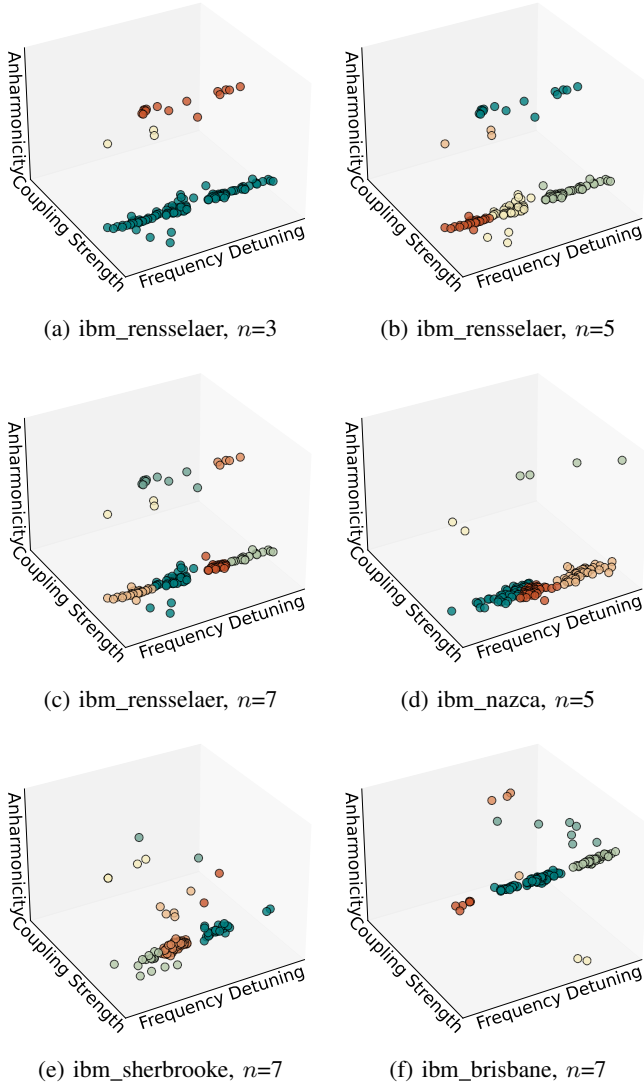 Anharmonicity
Coupling Strength
Frequency Detuning
Anharmonicity
Coupling Strength
Frequency Detuning
(a) ibm_rensselaer, n=3
(b) ibm_rensselaer, n=5
Anharmonicity
Coupling Strength
Frequency Detuning
Anharmonicity
Coupling Strength
Frequency Detuning
(c) ibm_rensselaer, n=7
(d) ibm_nazca, n=5
Anharmonicity
Coupling Strength
Frequency Detuning
Anharmonicity
Coupling Strength
Frequency Detuning
(e) ibm_sherbrooke, n=7
(f) ibm_brisbane, n=7